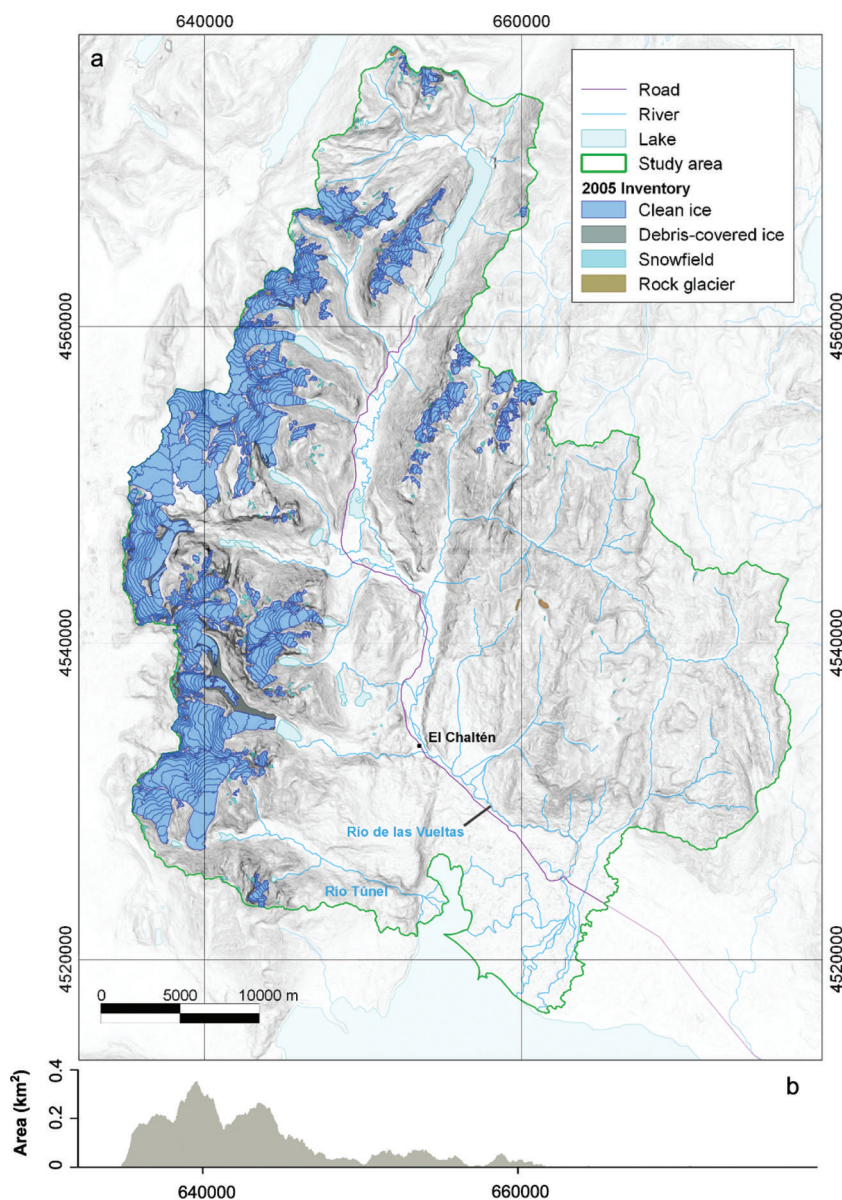 640000
660000
a
Road
River
Lake
Study area
2005 Inventory
Clean ice
Debris-covered ice
Snowfield
Rock glacier
4560000
4560000
4540000
4540000
El Chaltén
Río de las Vueltas
Río Túnel
4520000
4520000
0 5000 10000 m
b
Area (km²)
0.4
0.2
0
640000
660000